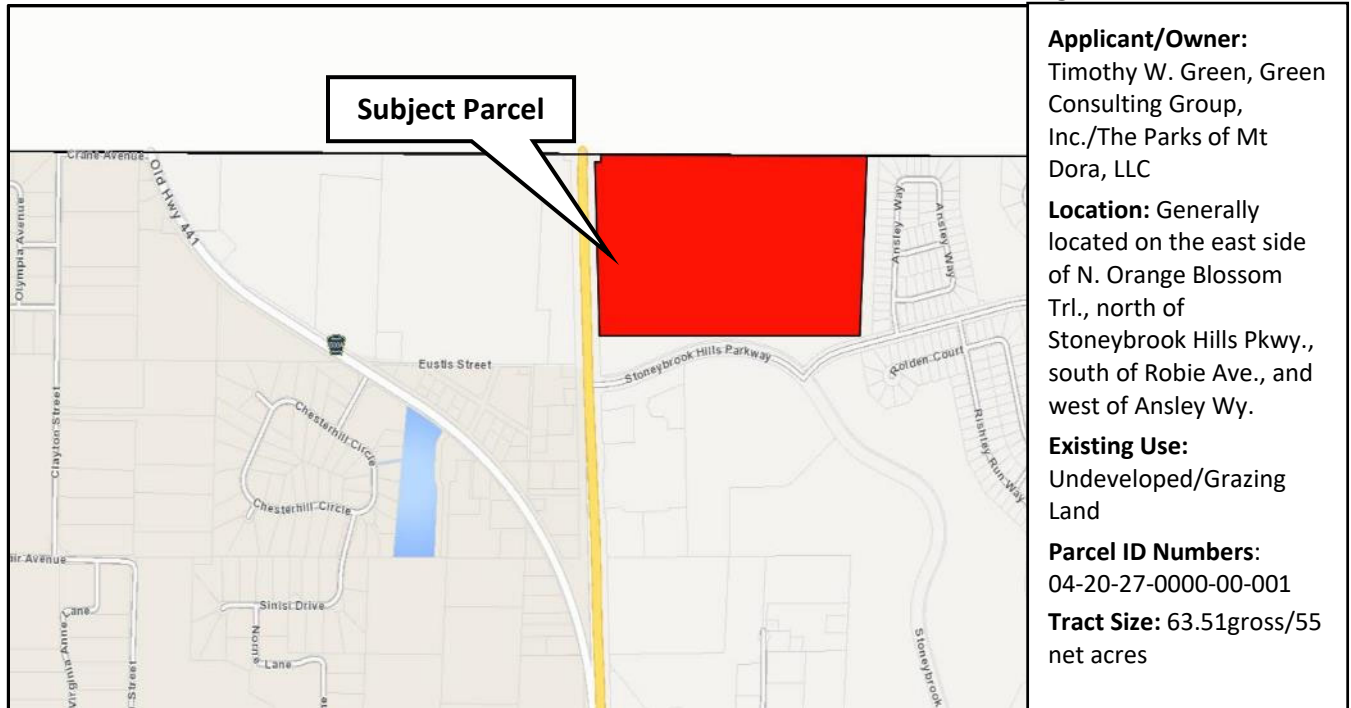 Subject Parcel
Crane Avenue
Old Hwy 441
Olympia Avenue
Ansley Way
Ansley Way
Eustis Street
Stoneybrook Hills Parkway
Golden Court
Clayton Street
Chesterhill Circle
Rishley Run Way
Chesterhill Circle
nir Avenue
Sinisi Drive
Lane
Norrie
Lane
Virginia Anne
Street
Stoneybrook
Applicant/Owner:
Timothy W. Green, Green
Consulting Group,
Inc./The Parks of Mt
Dora, LLC
Location: Generally
located on the east side
of N. Orange Blossom
Trl., north of
Stoneybrook Hills Pkwy.,
south of Robie Ave., and
west of Ansley Wy.
Existing Use:
Undeveloped/Grazing
Land
Parcel ID Numbers:
04-20-27-0000-00-001
Tract Size: 63.51gross/55
net acres